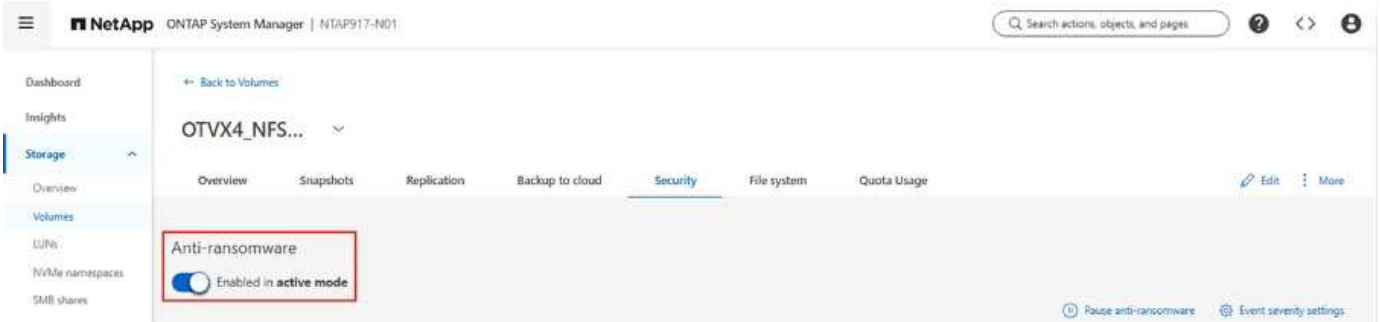 NetApp ONTAP System Manager | NTAP917-N01 Search actions, objects, and pages
Dashboard
Insights
Storage
Overview
Volumes
LUNs
NVMe namespaces
SMB shares
← Back to Volumes
OTVX4_NFS...
Overview Snapshots Replication Backup to cloud Security File system Quota Usage Edit More
Anti-ransomware
Enabled in active mode
Pause anti-ransomware Event severity settings